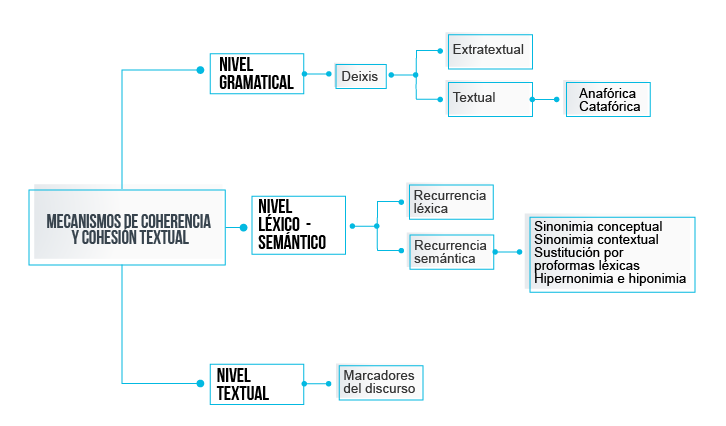 NIVEL
GRAMATICAL
Deixis
Extratextual
Textual
Anafórica
Catafórica
MECANISMOS DE COHERENCIA
Y COHESIÓN TEXTUAL
NIVEL
LÉXICO -
SEMÁNTICO
Recurrencia
léxica
Recurrencia
semántica
Sinonimia conceptual
Sinonimia contextual
Sustitución por
proformas léxicas
Hipernonimia e hiponimia
NIVEL
TEXTUAL
Marcadores
del discurso